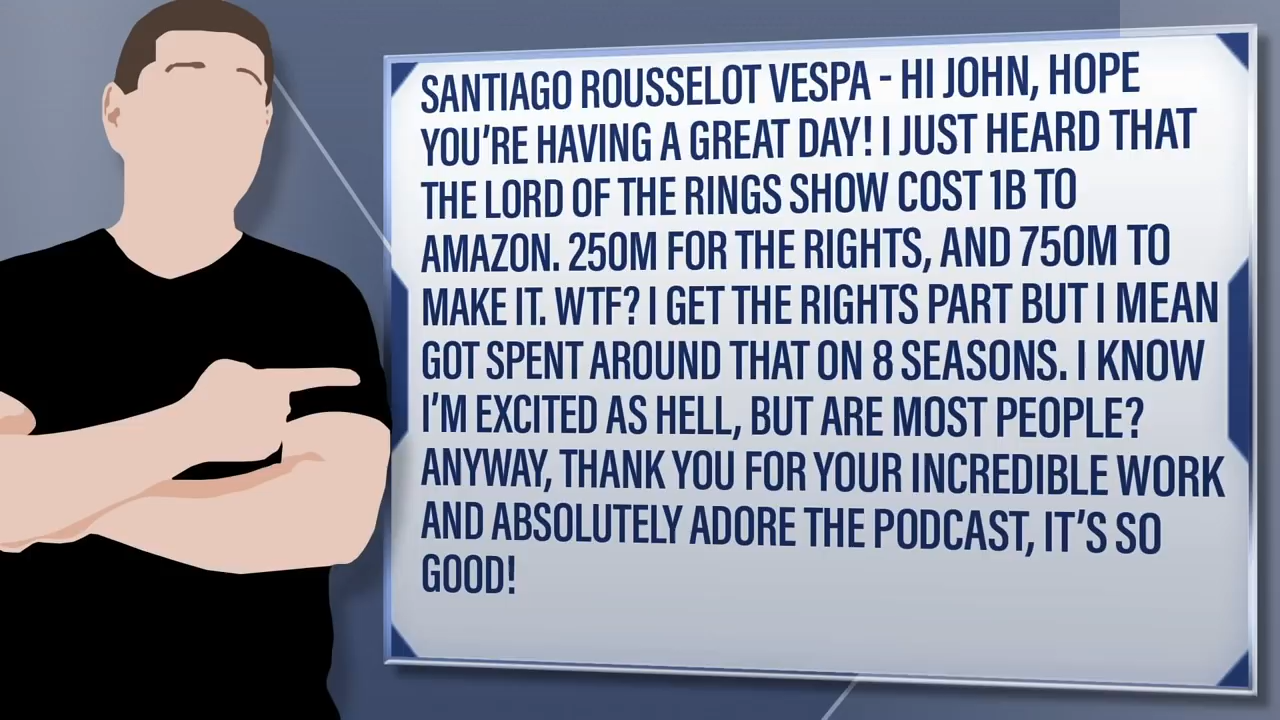 SANTIAGO ROUSSELOT VESPA - HI JOHN, HOPE
YOU'RE HAVING A GREAT DAY! I JUST HEARD THAT
THE LORD OF THE RINGS SHOW COST 1B TO
AMAZON. 250M FOR THE RIGHTS, AND 750M TO
MAKE IT. WTF? I GET THE RIGHTS PART BUT I MEAN
GOT SPENT AROUND THAT ON 8 SEASONS. I KNOW
I'M EXCITED AS HELL, BUT ARE MOST PEOPLE?
ANYWAY, THANK YOU FOR YOUR INCREDIBLE WORK
AND ABSOLUTELY ADORE THE PODCAST, IT'S SO
GOOD!